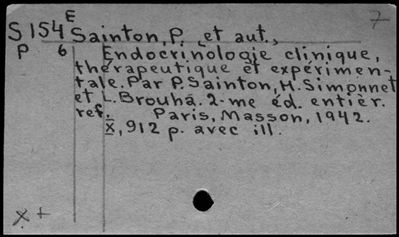 E
7
S 154 Sainton, P. et aut.,
P 6 Endocrinologie clinique,
thérapeutique et expérimen-
tale. Par P. Sainton, H. Simonnet
et L. Brouha. 2-me éd. entièr.
ref. Paris, Masson, 1942.
X, 912 p. avec ill.
X +